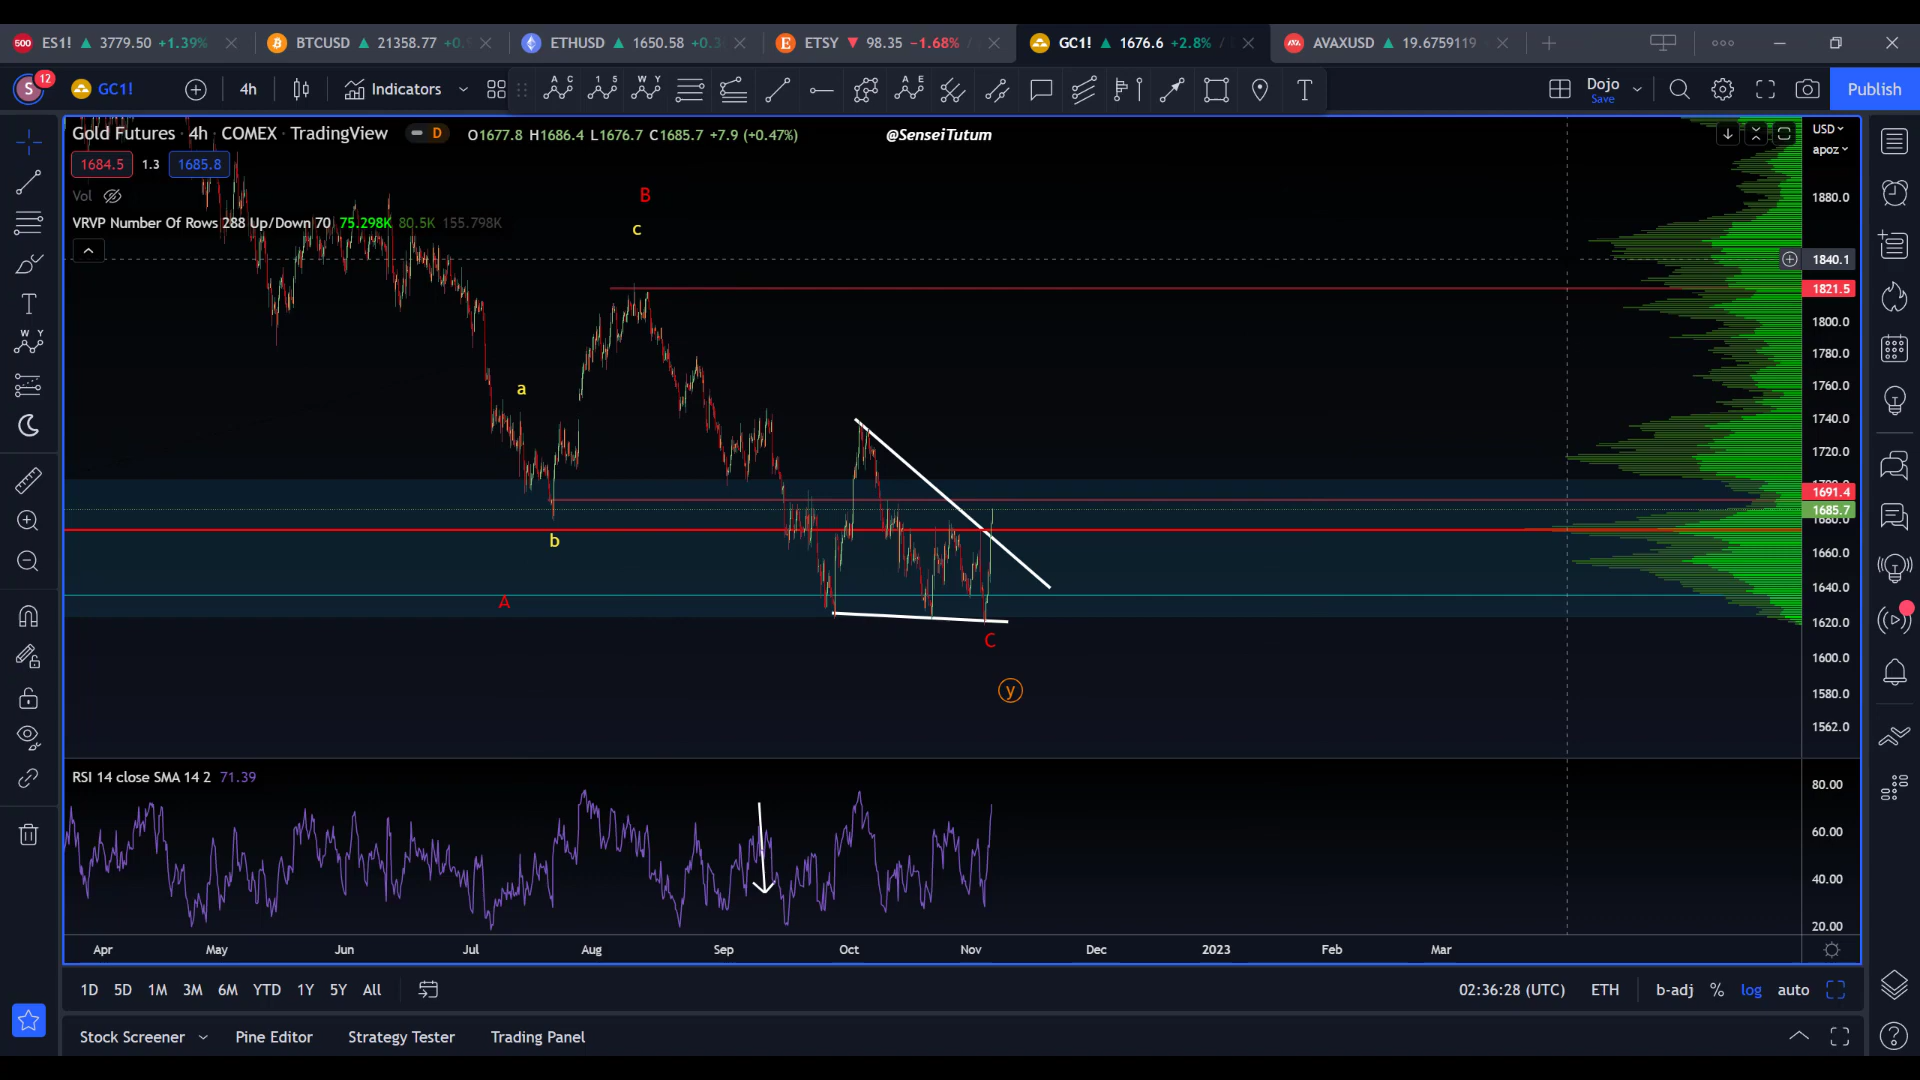 500 ES1! 3779.50 +1.39%
BTCUSD 21358.77
ETHUSD 1650.58
ETSY 98.35 −1.68%
GC1! 1676.6 +2.8%
AVAXUSD 19.6759119
S 12 GC1! 4h Indicators Dojo Save Publish
Gold Futures · 4h · COMEX · TradingView D O1677.8 H1686.4 L1676.7 C1685.7 +7.9 (+0.47%)
@SenseiTutum
USD
apoz
1684.5 1.3 1685.8
Vol
VRVP Number Of Rows 288 Up/Down 70 75.298K 80.5K 155.798K
B
c
a
b
A
C
y
1880.0
1840.1
1821.5
1800.0
1780.0
1760.0
1740.0
1720.0
1691.4
1685.7
1680.0
1660.0
1640.0
1620.0
1600.0
1580.0
1562.0
RSI 14 close SMA 14 2 71.39
80.00
60.00
40.00
20.00
Apr May Jun Jul Aug Sep Oct Nov Dec 2023 Feb Mar
1D 5D 1M 3M 6M YTD 1Y 5Y All 02:36:28 (UTC) ETH b-adj % log auto
Stock Screener Pine Editor Strategy Tester Trading Panel